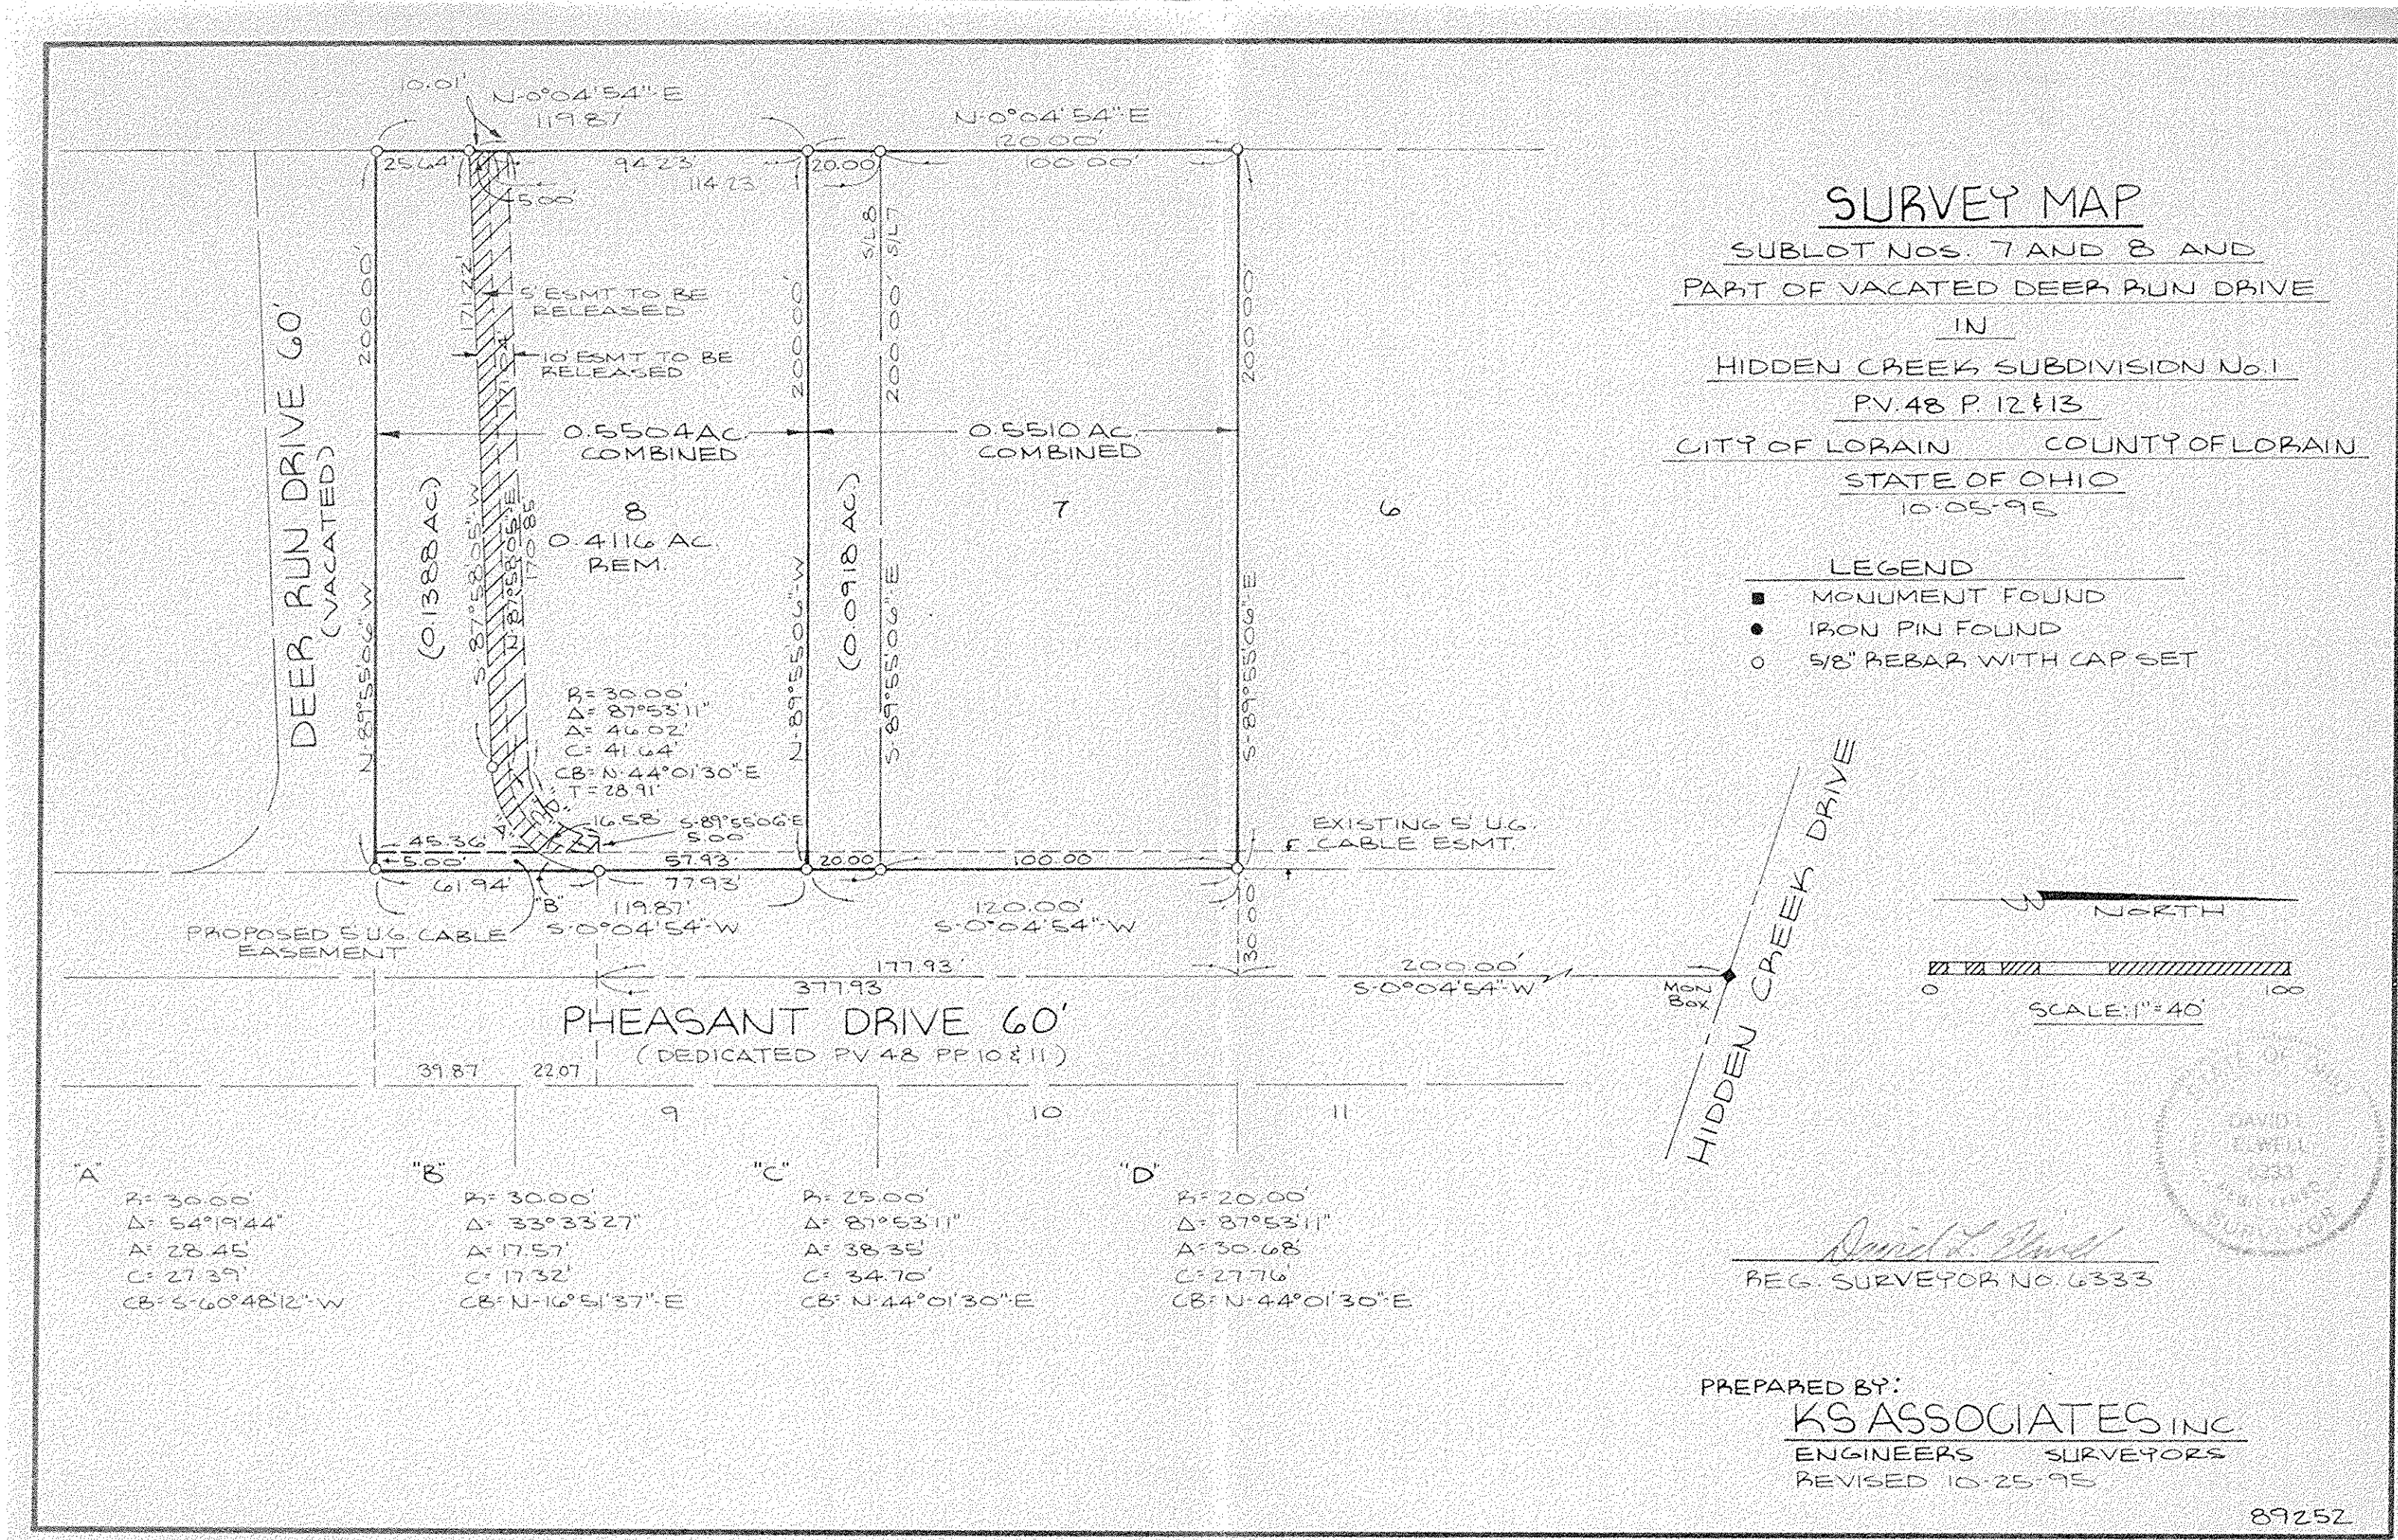 10.01'
N-0°04'54"-E
119.87'
N-0°04'54"-E
120.00'
25.64'
94.23
20.00'
100.00'
114.23
5.00'
S/L 8
S/L 7
DEER RUN DRIVE 60'
(VACATED)
200.00'
N-89°55'06"-W
(0.1388 AC.)
171.22'
S-87°58'05"-W
5' ESMT TO BE
RELEASED
10' ESMT TO BE
RELEASED
N-87°58'05"-E
170.85
0.5504 AC.
COMBINED
8
0.4116 AC.
REM.
200.00'
N-89°55'06"-W
(0.0918 AC)
200.00'
S-89°55'06"-E
0.5510 AC.
COMBINED
7
200.00'
S-89°55'06"-E
6
R= 30.00'
Δ= 87°53'11"
A= 46.02'
C= 41.64'
CB= N-44°01'30"-E
T= 28.91'
"A"
"C"
"D"
16.58'
S-89°55'06"-E
5.00'
45.36'
5.00'
57.93'
20.00'
100.00
61.94
77.93'
"B"
119.87'
S-0°04'54"-W
120.00'
S-0°04'54"-W
PROPOSED 5' U.G. CABLE
EASEMENT
EXISTING 5' U.G.
CABLE ESMT.
30.00
177.93'
377.93
200.00'
S-0°04'54"-W
MON
BOX
PHEASANT DRIVE 60'
(DEDICATED PV 48 PP 10 & 11)
39.87
22.07
9
10
11
HIDDEN CREEK DRIVE
"A"
R= 30.00'
Δ= 54°19'44"
A= 28.45'
C= 27.39'
CB= S-60°48'12"-W
"B"
R= 30.00'
Δ= 33°33'27"
A= 17.57'
C= 17.32'
CB= N-16°51'37"-E
"C"
R= 25.00'
Δ= 87°53'11"
A= 38.35'
C= 34.70'
CB= N-44°01'30"-E
"D"
R= 20.00'
Δ= 87°53'11"
A= 30.68'
C= 27.76'
CB= N-44°01'30"-E
SURVEY MAP
SUBLOT NOS. 7 AND 8 AND
PART OF VACATED DEER RUN DRIVE
IN
HIDDEN CREEK SUBDIVISION No.1
P.V. 48 P. 12 & 13
CITY OF LORAIN COUNTY OF LORAIN
STATE OF OHIO
10-05-95
LEGEND
MONUMENT FOUND
IRON PIN FOUND
5/8" REBAR WITH CAP SET
NORTH
0 100
SCALE: 1"=40'
STATE OF OHIO
DAVID L.
ELWELL
6333
REGISTERED
SURVEYOR
David L. Elwell
REG. SURVEYOR NO. 6333
PREPARED BY:
KS ASSOCIATES INC.
ENGINEERS SURVEYORS
REVISED 10-25-95
89252